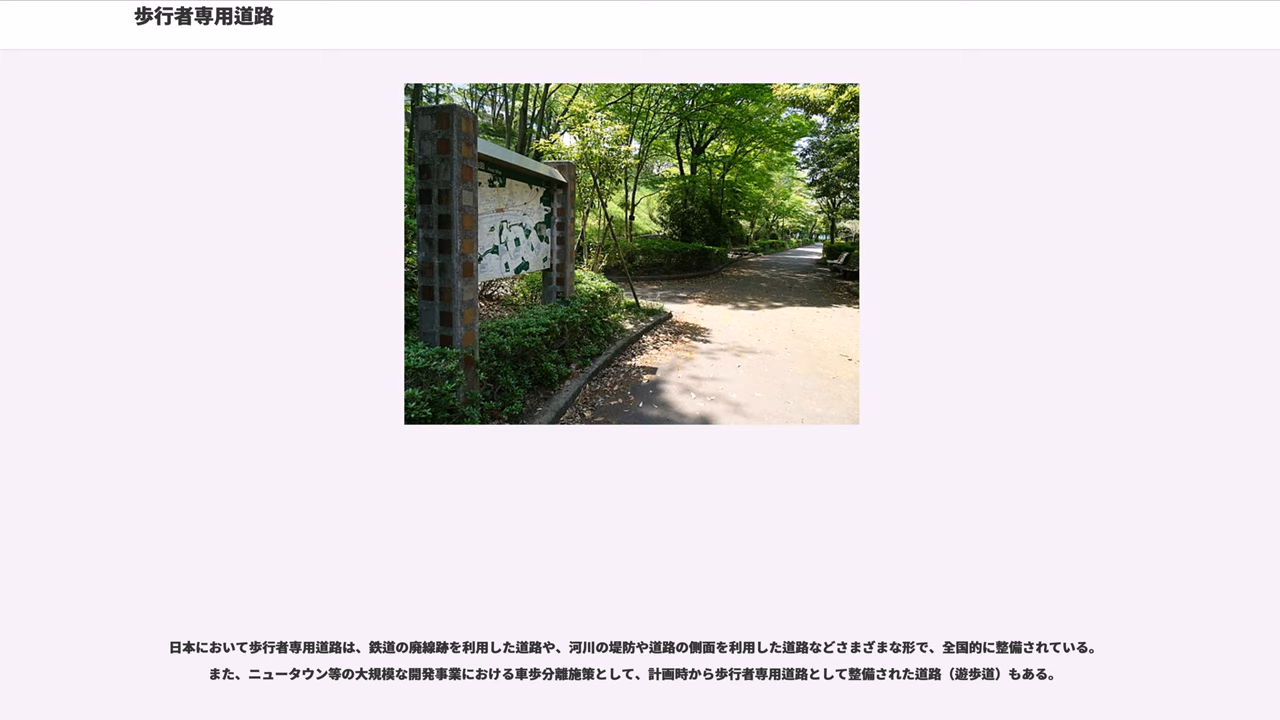 歩行者専用道路
日本において歩行者専用道路は、鉄道の廃線跡を利用した道路や、河川の堤防や道路の側面を利用した道路などさまざまな形で、全国的に整備されている。
また、ニュータウン等の大規模な開発事業における車歩分離施策として、計画時から歩行者専用道路として整備された道路（遊歩道）もある。